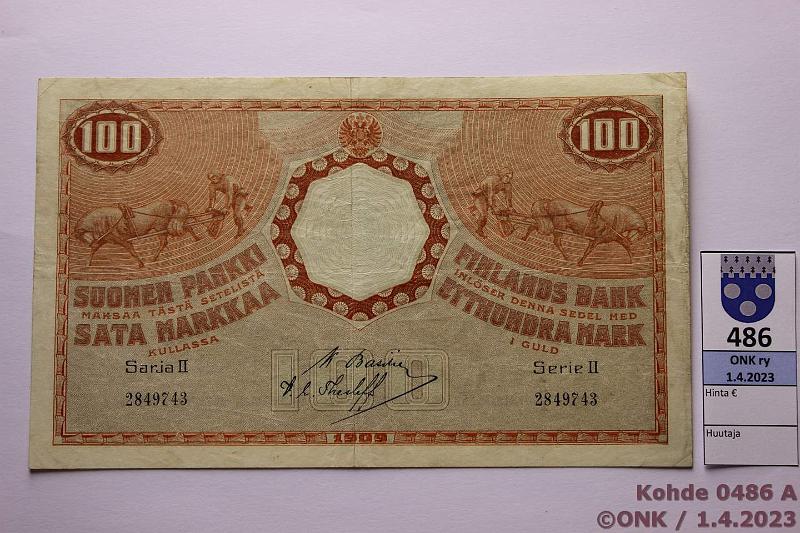 100
100
SUOMEN PANKKI
MAKSAA TÄSTÄ SETELISTÄ
SATA MARKKAA
KULLASSA
FINLANDS BANK
INLÖSER DENNA SEDEL MED
ETTHUNDRA MARK
I GULD
Sarja II
2849743
100
Serie II
2849743
1909
486
ONK ry
1.4.2023
Hinta €
Huutaja
Kohde 0486 A
©ONK / 1.4.2023